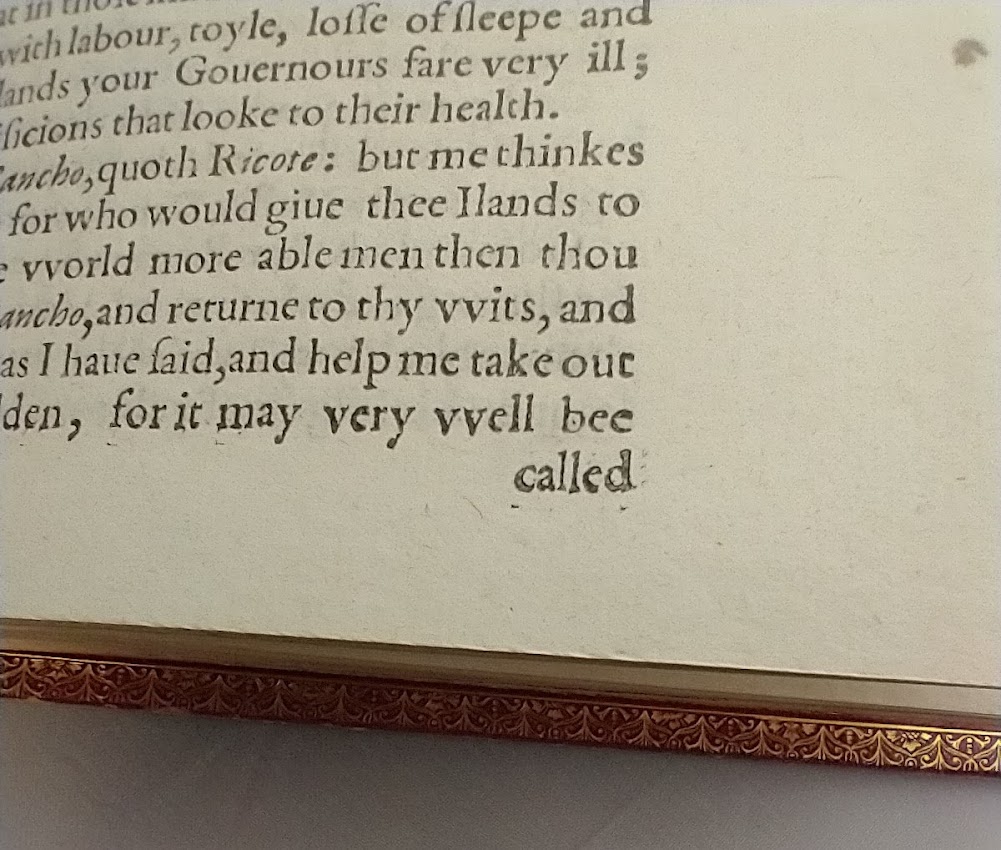 with labour, toyle, losse of sleepe and
lands your Gouernours fare very ill;
sicions that looke to their health.
ancho, quoth Ricote: but me thinkes
for who would giue thee Ilands to
e vvorld more able men then thou
ancho, and returne to thy vvits, and
as I haue said, and help me take out
dden, for it may very vvell bee
called